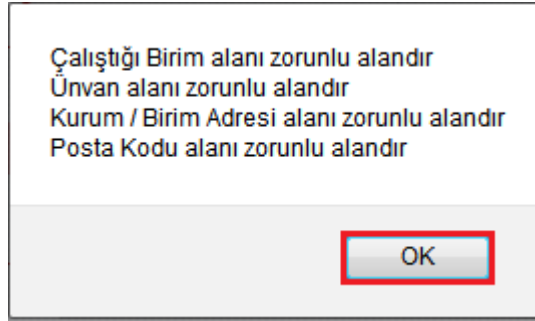 Çalıştığı Birim alanı zorunlu alandır
Ünvan alanı zorunlu alandır
Kurum / Birim Adresi alanı zorunlu alandır
Posta Kodu alanı zorunlu alandır
OK